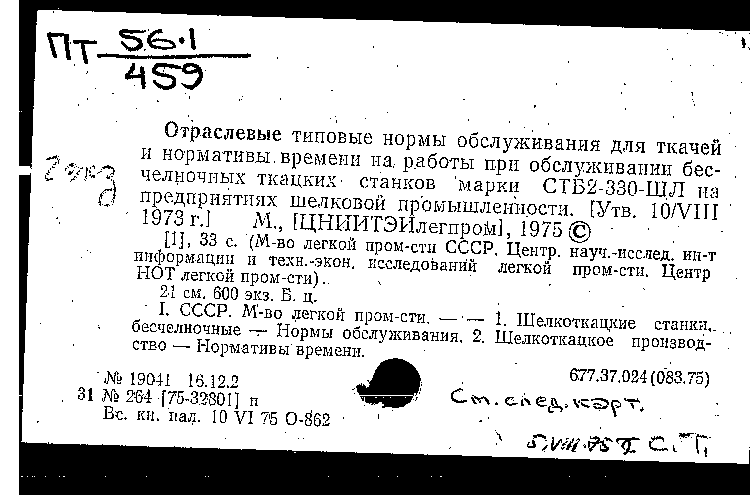 Пт 56.1
459
2 экз
Отраслевые типовые нормы обслуживания для ткачей
и нормативы времени на работы при обслуживании бес-
челночных ткацких станков марки СТБ2-330-ШЛ на
предприятиях шелковой промышленности. [Утв. 10/VIII
1973 г.] М., [ЦНИИТЭИлегпром], 1975 ©
[1], 33 с. (М-во легкой пром-сти СССР. Центр. науч.-исслед. ин-т
информации и техн.-экон. исследований легкой пром-сти. Центр
НОТ легкой пром-сти).
21 см. 600 экз. Б. ц.
I. СССР. М-во легкой пром-сти. — — 1. Шелкоткацкие станки,
бесчелночные — Нормы обслуживания. 2. Шелкоткацкое производ-
ство — Нормативы времени.
№ 19041 16.12.2 677.37.024(083.75)
31 № 264 [75-32801] п
Вс. кн. пал. 10 VI 75 О-862
См. след. карт.
5.VIII.75 С.Т.